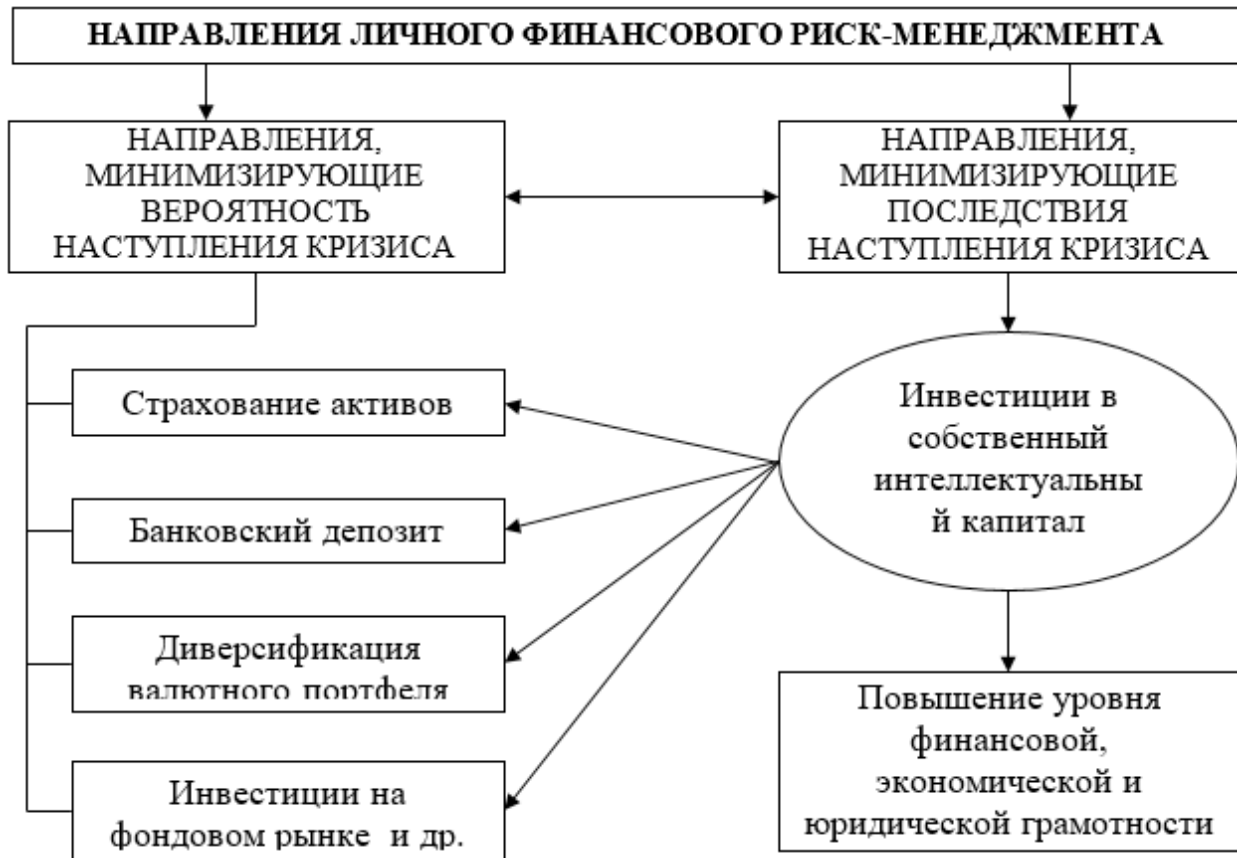 НАПРАВЛЕНИЯ ЛИЧНОГО ФИНАНСОВОГО РИСК-МЕНЕДЖМЕНТА
НАПРАВЛЕНИЯ,
МИНИМИЗИРУЮЩИЕ
ВЕРОЯТНОСТЬ
НАСТУПЛЕНИЯ КРИЗИСА
НАПРАВЛЕНИЯ,
МИНИМИЗИРУЮЩИЕ
ПОСЛЕДСТВИЯ
НАСТУПЛЕНИЯ КРИЗИСА
Страхование активов
Банковский депозит
Диверсификация
валютного портфеля
Инвестиции на
фондовом рынке и др.
Инвестиции в
собственный
интеллектуальны
й капитал
Повышение уровня
финансовой,
экономической и
юридической грамотности